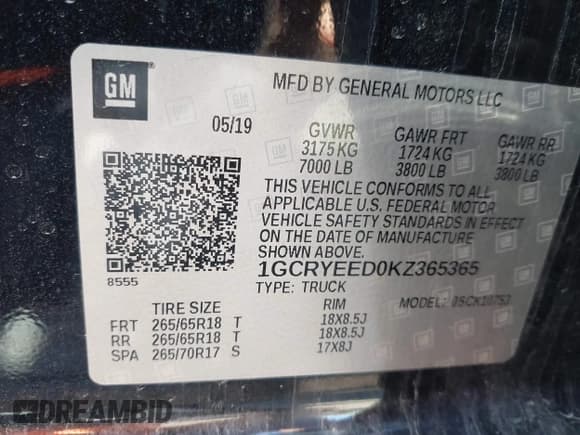 GM
MFD BY GENERAL MOTORS LLC
05/19
GVWR GAWR FRT GAWR RR
3175 KG 1724 KG 1724 KG
7000 LB 3800 LB 3800 LB
THIS VEHICLE CONFORMS TO ALL
APPLICABLE U.S. FEDERAL MOTOR
VEHICLE SAFETY STANDARDS IN EFFECT
ON THE DATE OF MANUFACTURE
SHOWN ABOVE.
1GCRYEED0KZ365365
TYPE: TRUCK MODEL:
8555
TIRE SIZE RIM
FRT 265/65R18 T 18X8.5J
RR 265/65R18 T 18X8.5J
SPA 265/70R17 S 17X8J
DREAMBID